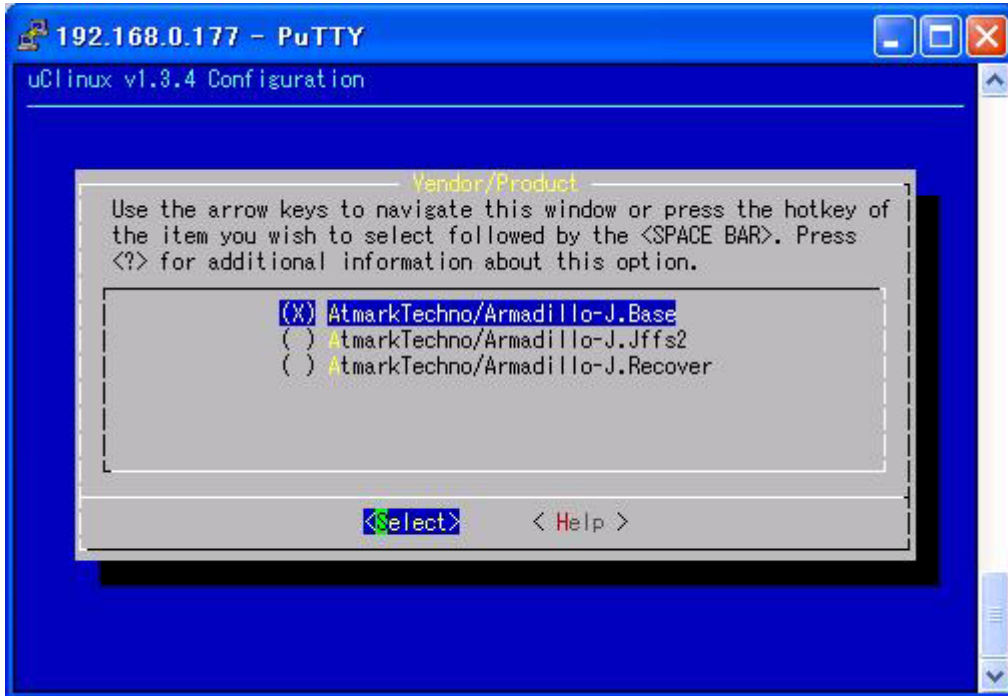 192.168.0.177 - PuTTY
uClinux v1.3.4 Configuration
Vendor/Product
Use the arrow keys to navigate this window or press the hotkey of
the item you wish to select followed by the <SPACE BAR>. Press
<?> for additional information about this option.
(X) AtmarkTechno/Armadillo-J.Base
( ) AtmarkTechno/Armadillo-J.Jffs2
( ) AtmarkTechno/Armadillo-J.Recover
<Select> < Help >